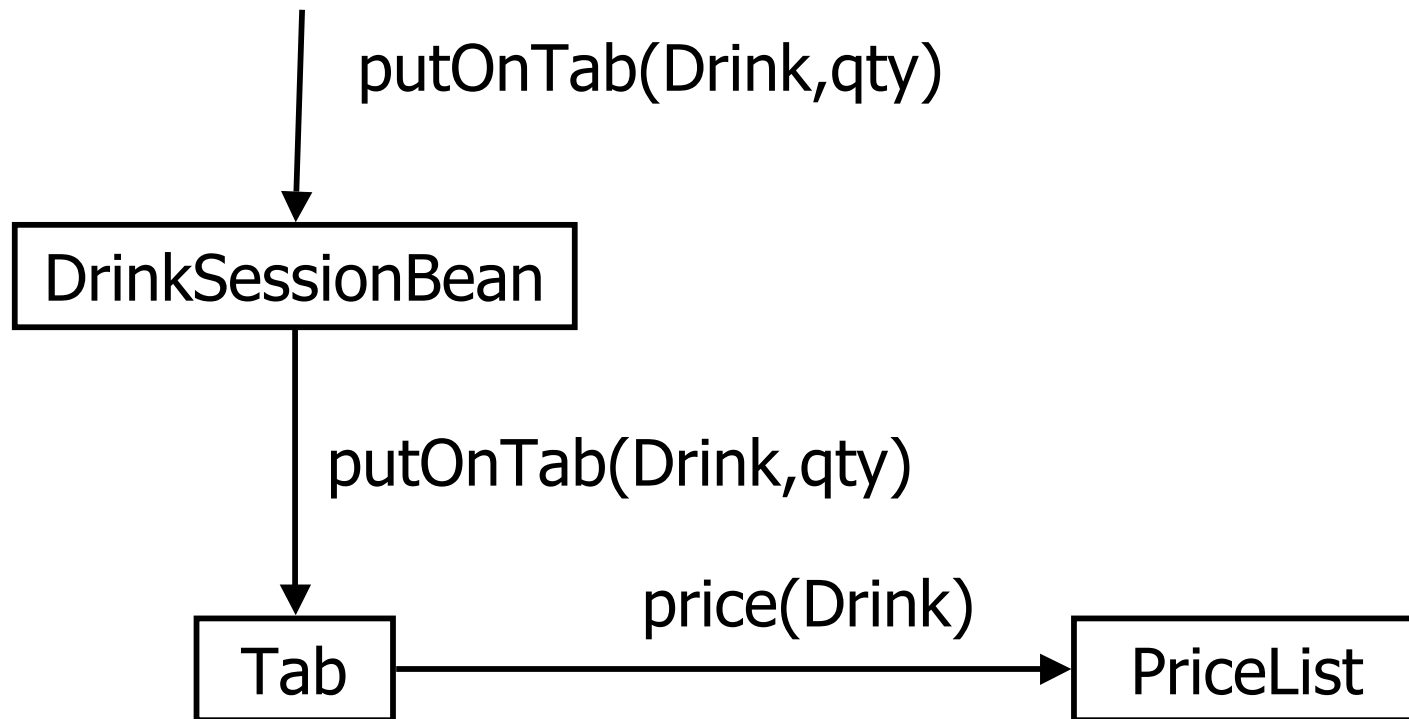 putOnTab(Drink,qty)
DrinkSessionBean
putOnTab(Drink,qty)
price(Drink)
Tab
PriceList